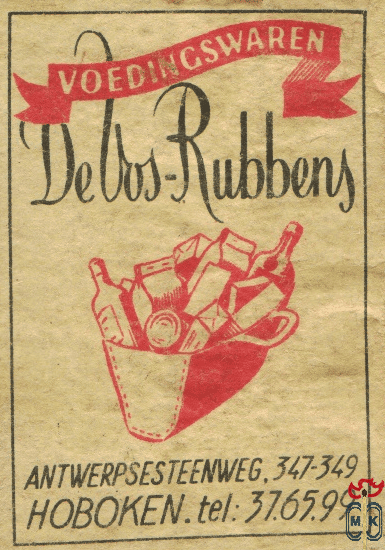 VOEDINGSWAREN
De Vos-Rubbens
ANTWERPSESTEENWEG. 347-349
HOBOKEN. tel: 37.65.99
M K